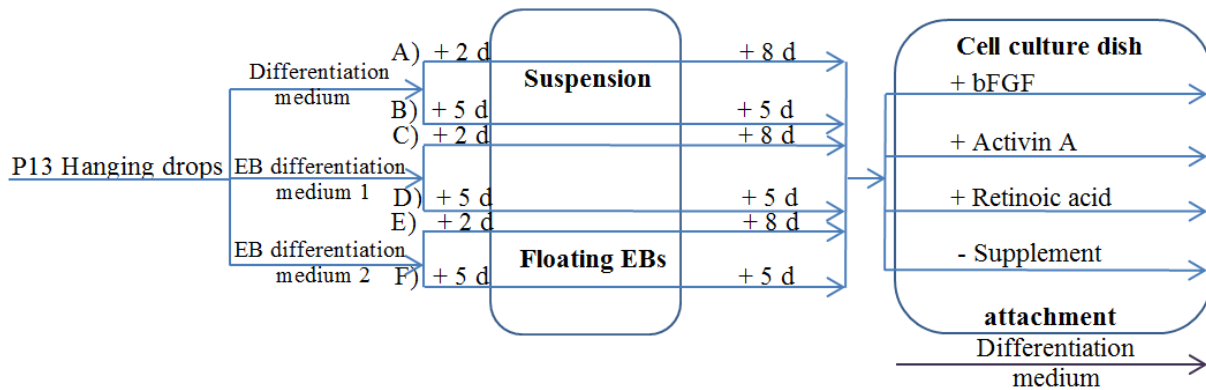 A) + 2 d + 8 d
Differentiation
medium
Suspension
B) + 5 d + 5 d
C) + 2 d + 8 d
P13 Hanging drops
EB differentiation
medium 1
D) + 5 d + 5 d
E) + 2 d + 8 d
EB differentiation
medium 2
Floating EBs
F) + 5 d + 5 d
Cell culture dish
+ bFGF
+ Activin A
+ Retinoic acid
- Supplement
attachment
Differentiation
medium